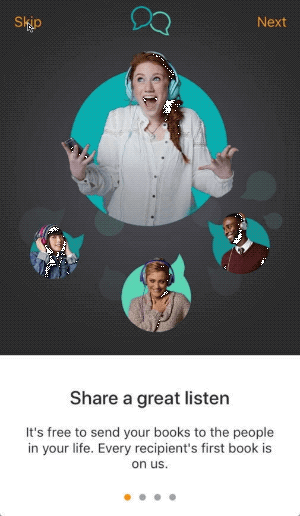 Skip
Next
Share a great listen
It's free to send your books to the people
in your life. Every recipient's first book is
on us.